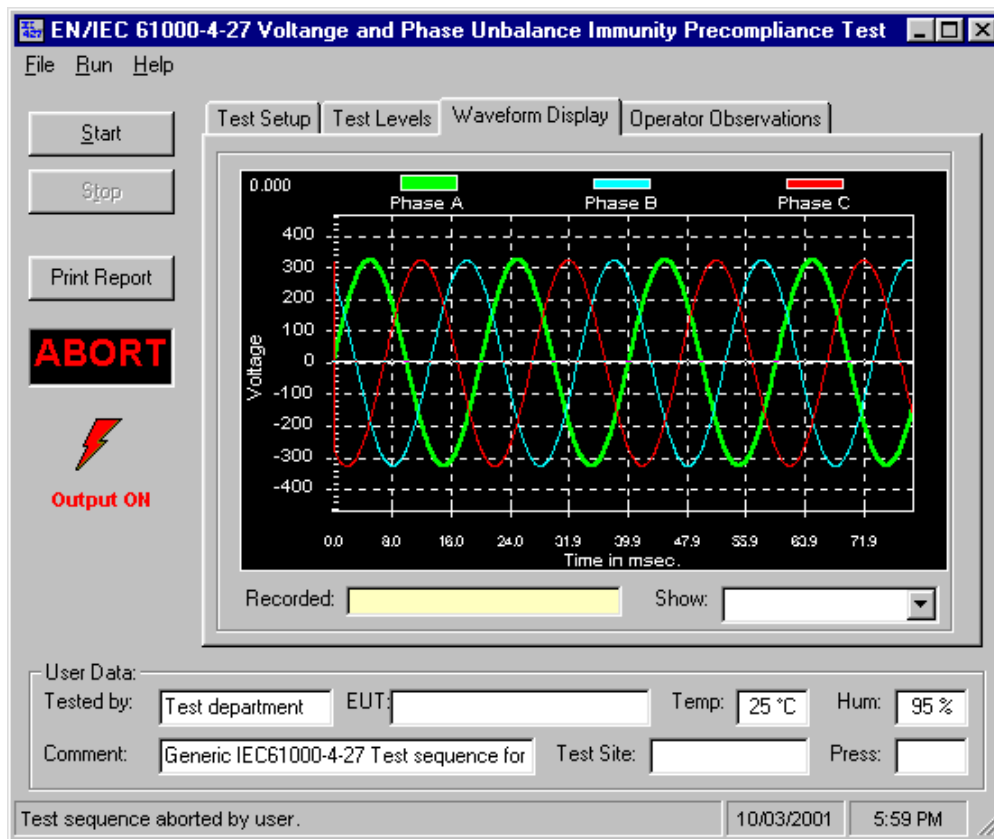 EN/IEC 61000-4-27 Voltange and Phase Unbalance Immunity Precompliance Test
File Run Help
Start
Stop
Print Report
ABORT
Output ON
Test Setup Test Levels Waveform Display Operator Observations
0.000
Phase A Phase B Phase C
400
300
200
100
0
-100
-200
-300
-400
Voltage
0.0 8.0 16.0 24.0 31.9 39.9 47.9 55.9 63.9 71.9
Time in msec.
Recorded: Show:
User Data:
Tested by: Test department EUT: Temp: 25 °C Hum: 95 %
Comment: Generic IEC61000-4-27 Test sequence for Test Site: Press:
Test sequence aborted by user. 10/03/2001 5:59 PM